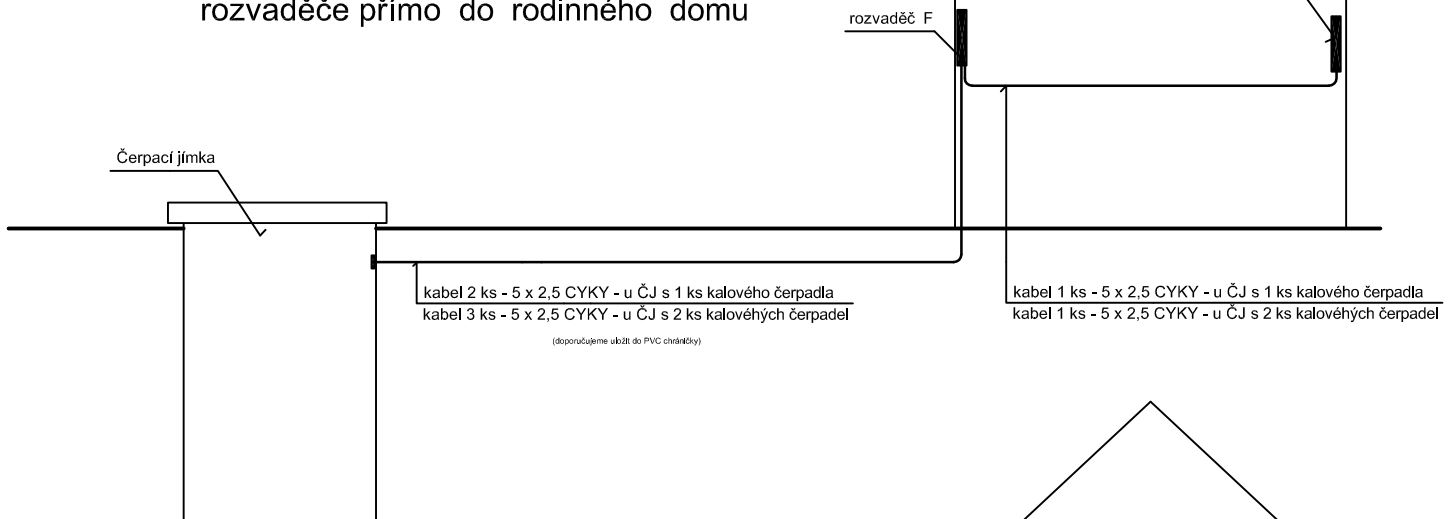 rozvaděče přímo do rodinného domu
rozvaděč F
Čerpací jímka
kabel 2 ks - 5 x 2,5 CYKY - u ČJ s 1 ks kalového čerpadla
kabel 3 ks - 5 x 2,5 CYKY - u ČJ s 2 ks kalovéhých čerpadel
(doporučujeme uložit do PVC chráničky)
kabel 1 ks - 5 x 2,5 CYKY - u ČJ s 1 ks kalového čerpadla
kabel 1 ks - 5 x 2,5 CYKY - u ČJ s 2 ks kalovéhých čerpadel